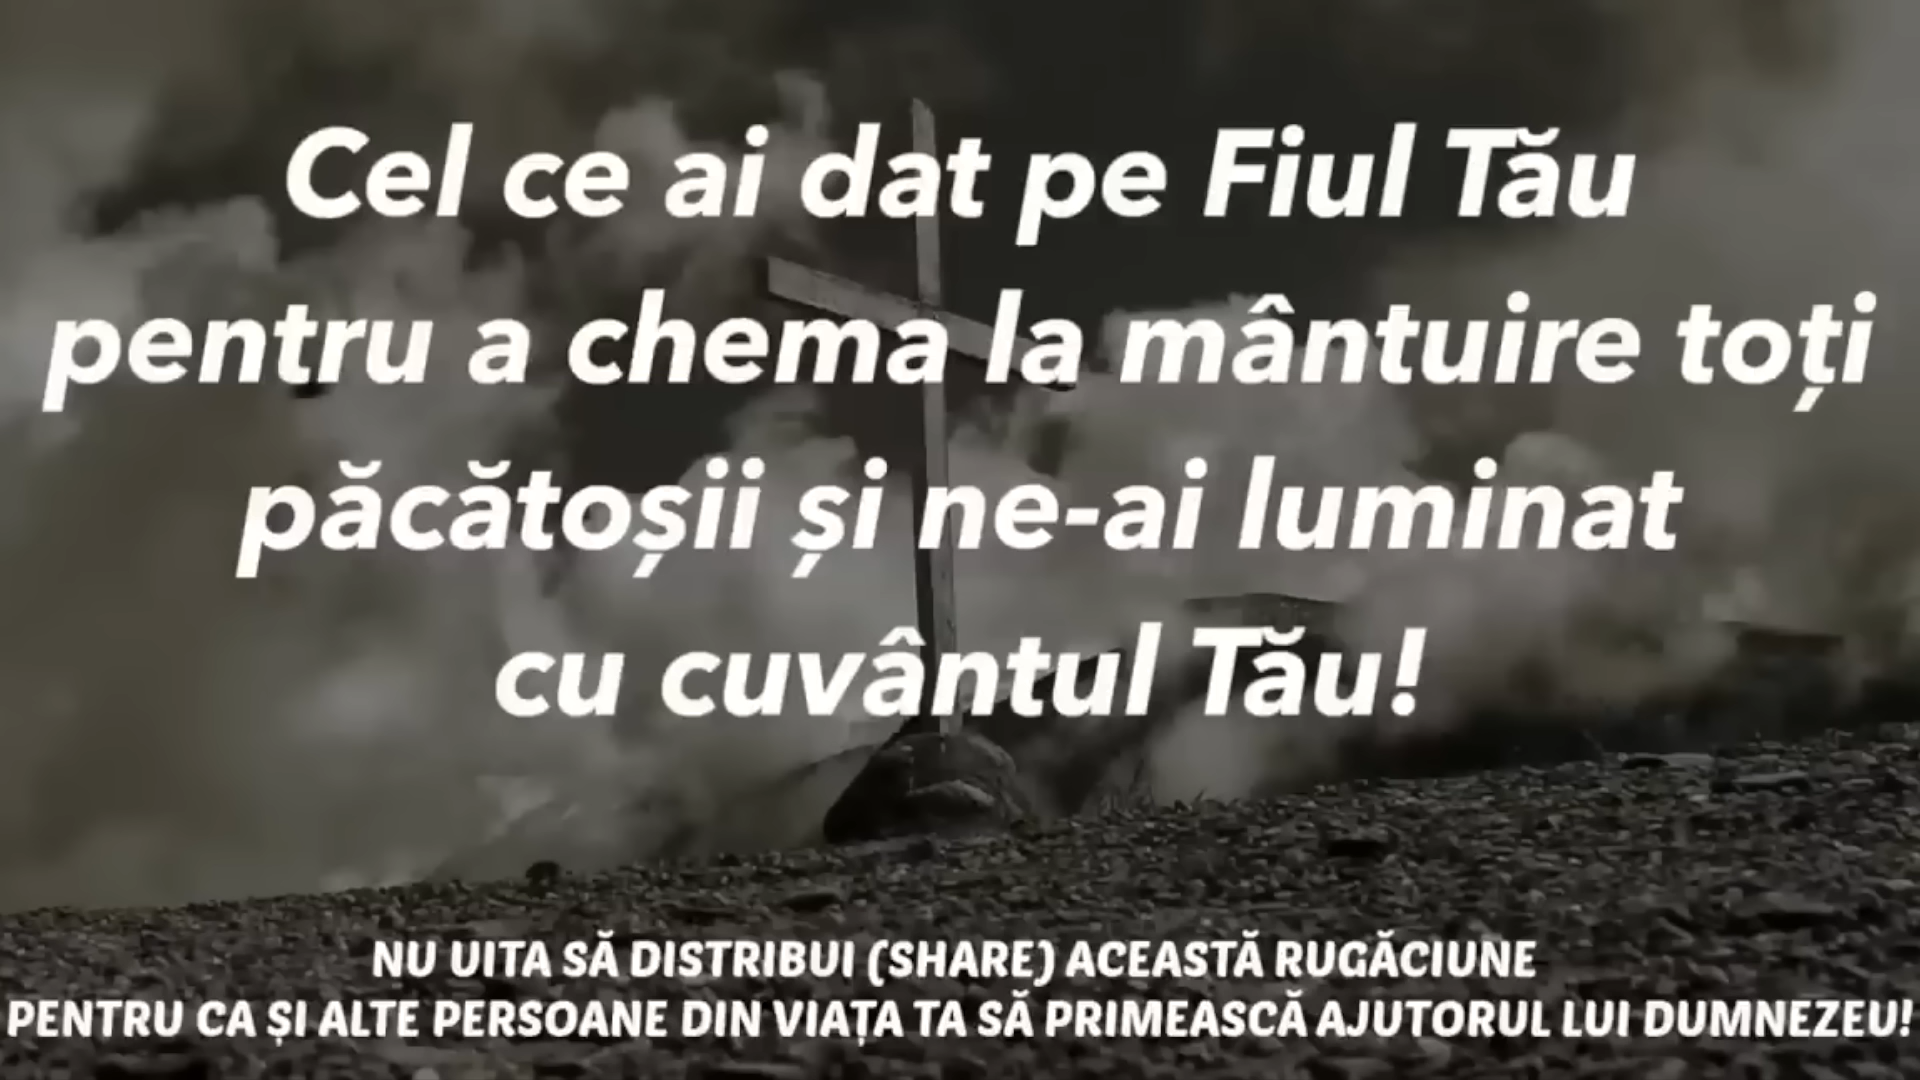 Cel ce ai dat pe Fiul Tău
pentru a chema la mântuire toți
păcătoșii și ne-ai luminat
cu cuvântul Tău!
NU UITA SĂ DISTRIBUI (SHARE) ACEASTĂ RUGĂCIUNE
PENTRU CA ȘI ALTE PERSOANE DIN VIAȚA TA SĂ PRIMEASCĂ AJUTORUL LUI DUMNEZEU!